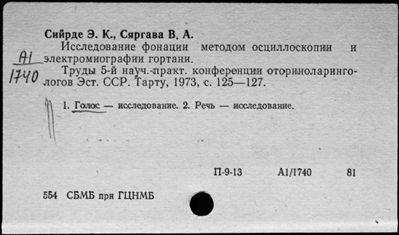 Сийрде Э. К., Сяргава В. А.
Исследование фонации методом осциллоскопии и
А1 электромиографии гортани.
1740 Труды 5-й науч.-практ. конференции оториноларинго-
логов Эст. ССР. Тарту, 1973, с. 125—127.
1. Голос — исследование. 2. Речь — исследование.
П-9-13 А1/1740 81
554 СБМБ при ГЦНМБ